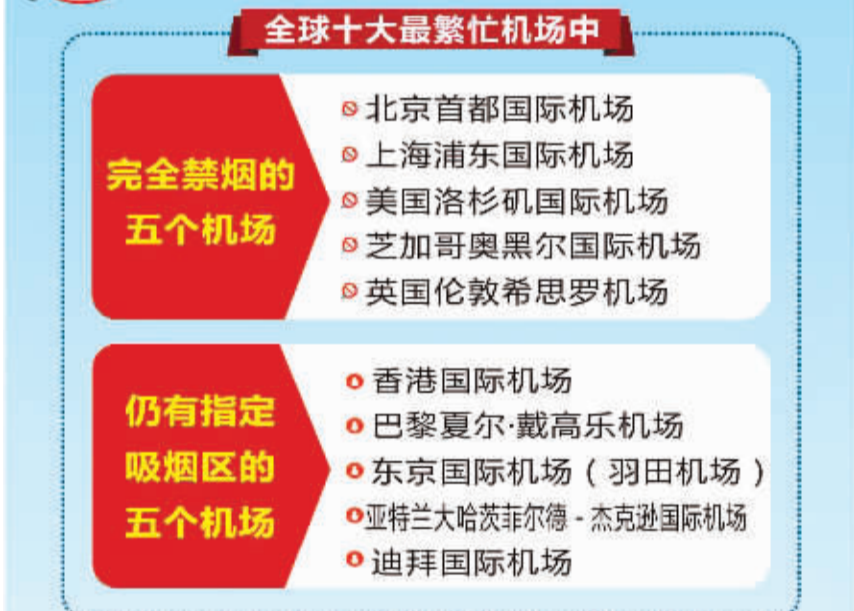 全球十大最繁忙机场中
完全禁烟的
五个机场
北京首都国际机场
上海浦东国际机场
美国洛杉矶国际机场
芝加哥奥黑尔国际机场
英国伦敦希思罗机场
仍有指定
吸烟区的
五个机场
香港国际机场
巴黎夏尔·戴高乐机场
东京国际机场（羽田机场）
亚特兰大哈茨菲尔德-杰克逊国际机场
迪拜国际机场